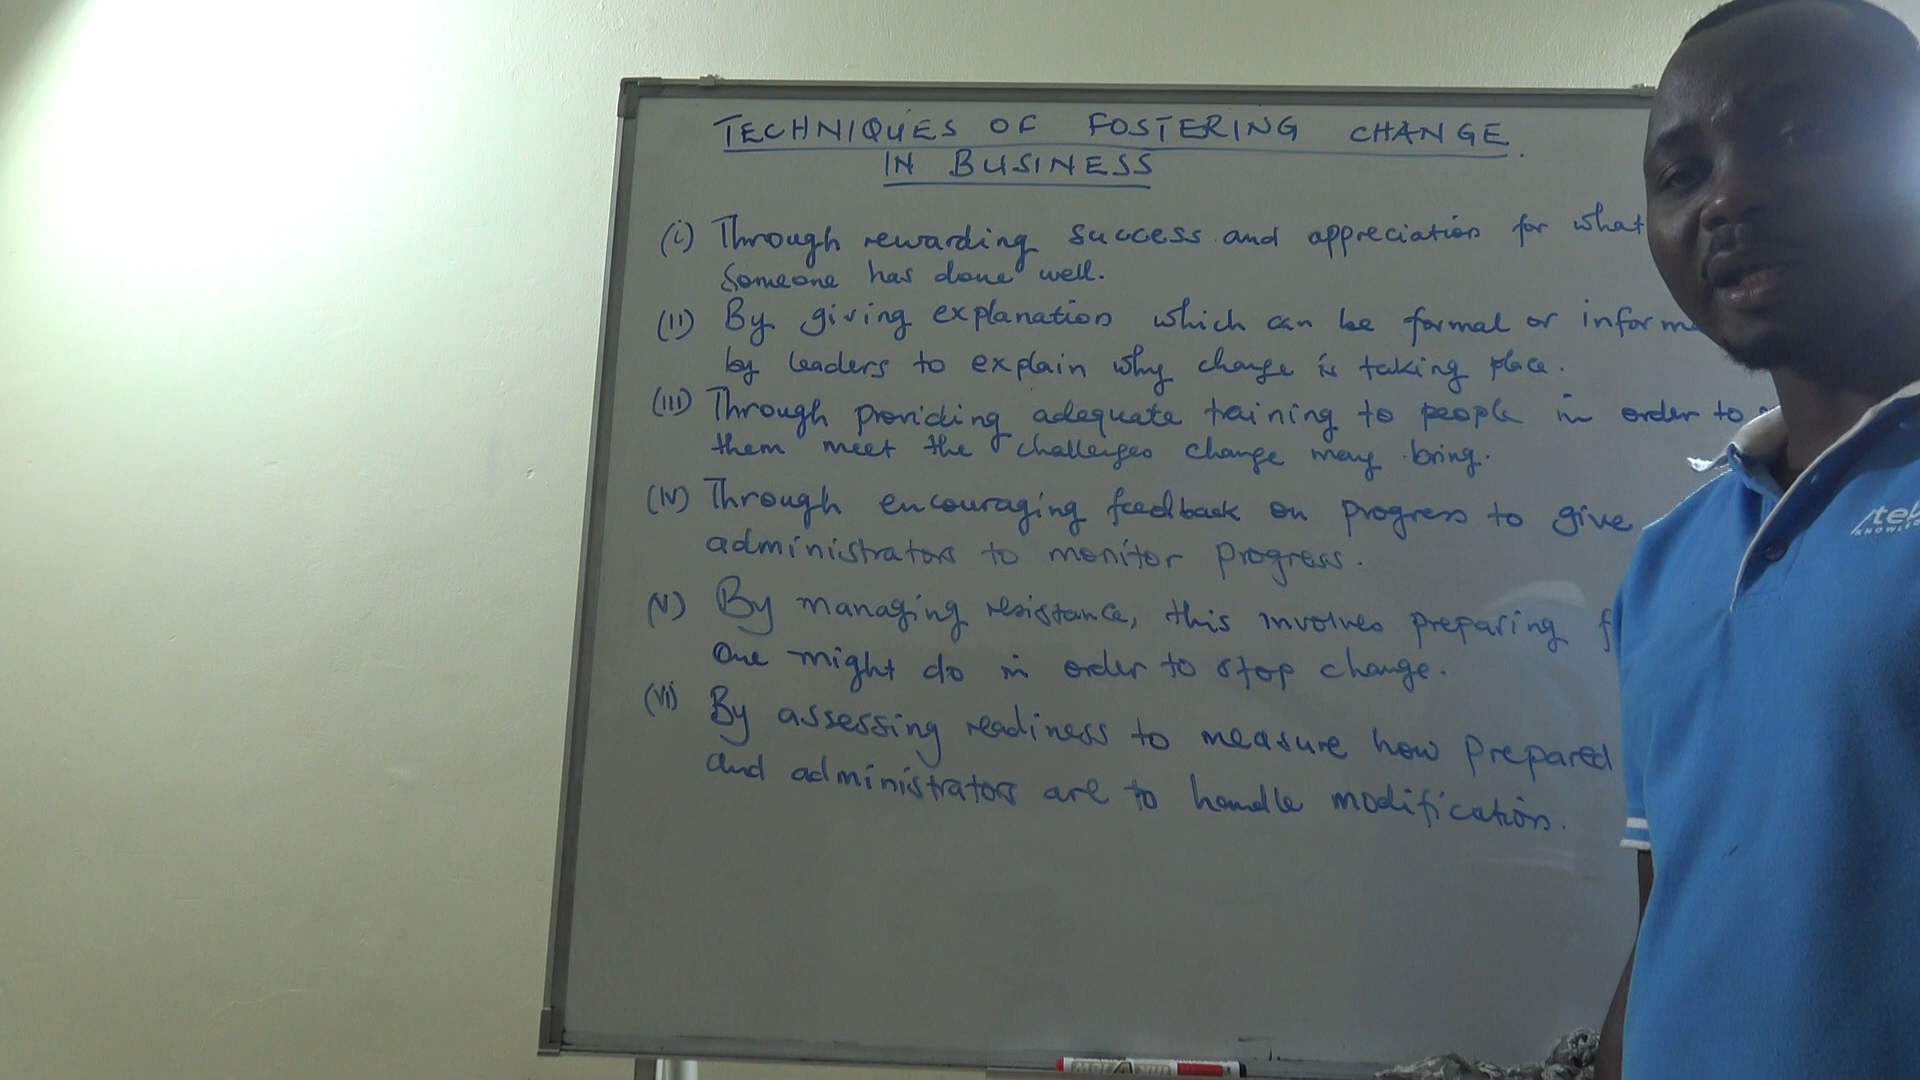 TECHNIQUES OF FOSTERING CHANGE
IN BUSINESS
(i) Through rewarding success and appreciation for what
someone has done well.
(ii) By giving explanation which can be formal or
by leaders to explain why change is taking place.
(iii) Through providing adequate training to people in order to
them meet the challenges change may bring.
(iv) Through encouraging feedback on progress to give
administrators to monitor progress.
(v) By managing resistance, this involves preparing
one might do in order to stop change.
(vi) By assessing readiness to measure how prepared
and administrators are to handle modification.